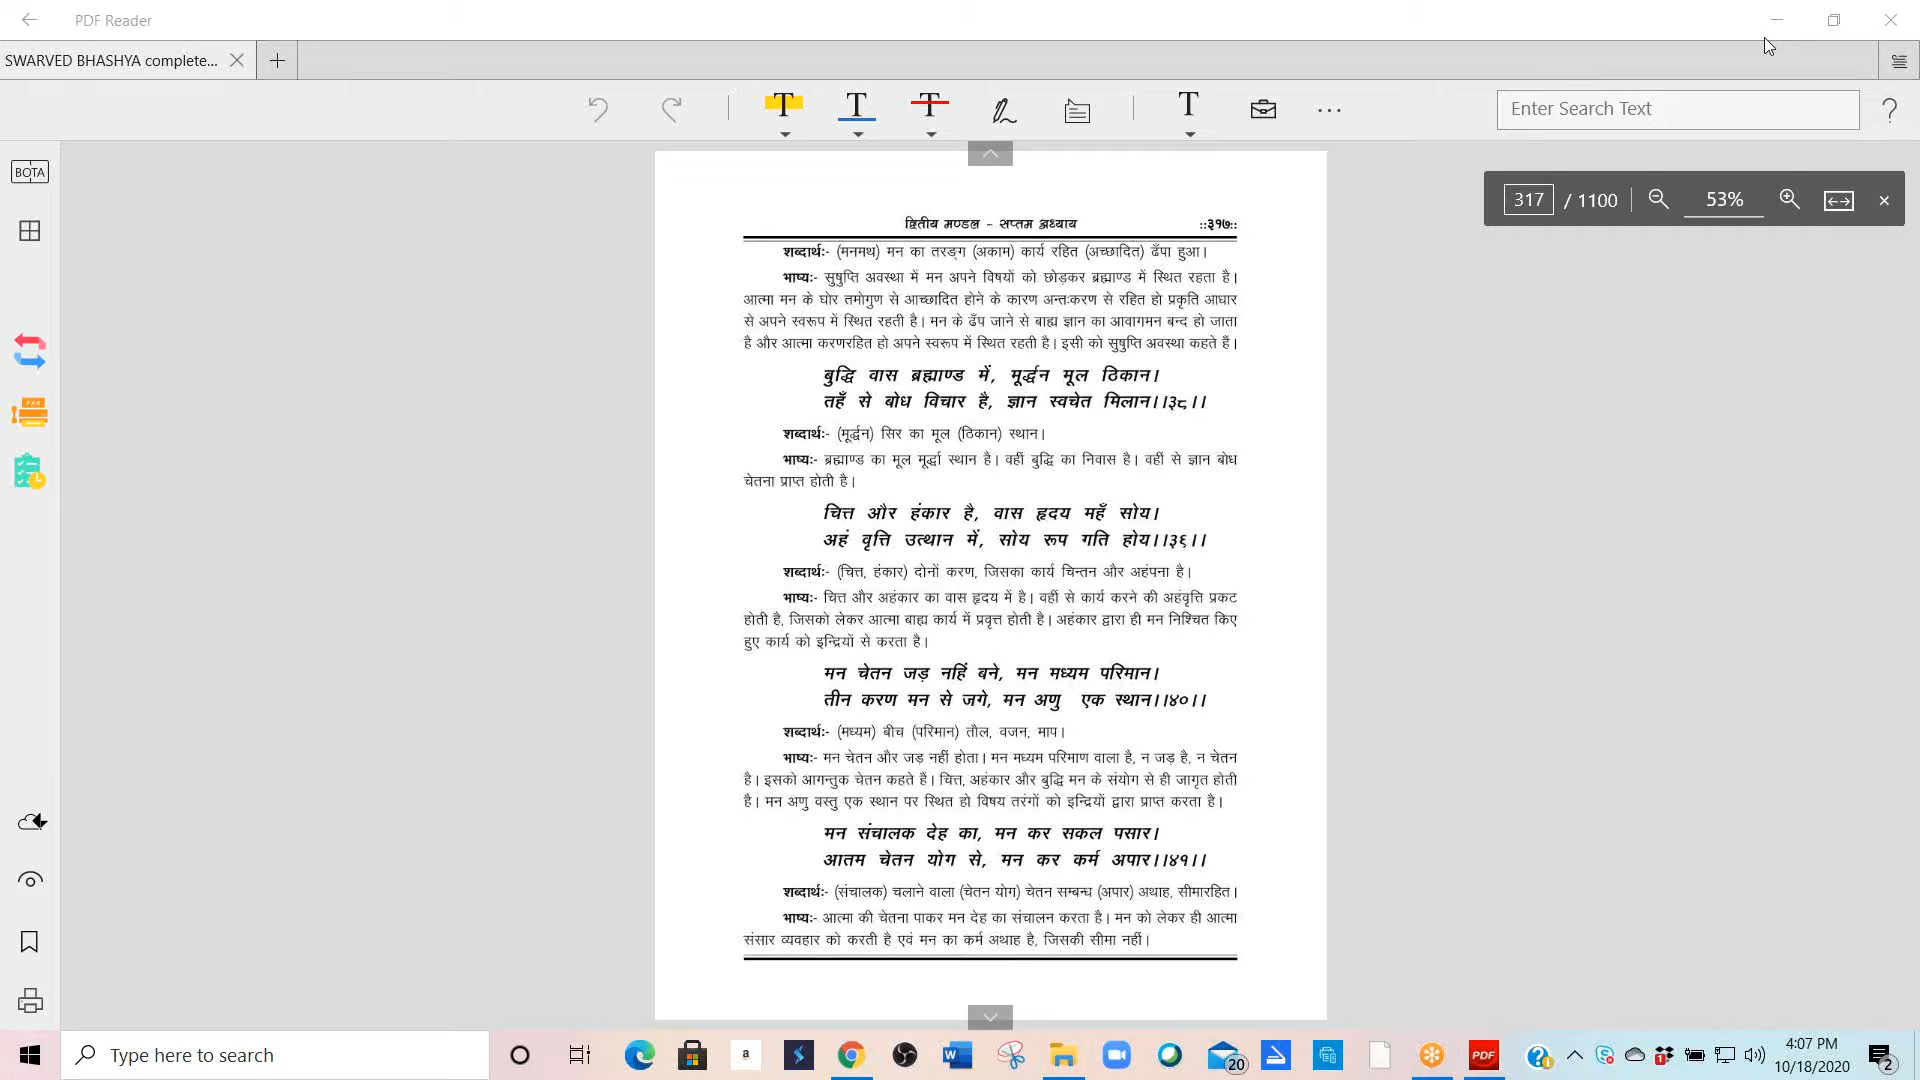 PDF Reader
SWARVED BHASHYA complete...
Enter Search Text
BOTA
317 / 1100 53%
द्वितीय मण्डल - सप्तम अध्याय ::३१७::
शब्दार्थः- (मनमथ) मन का तरङ्ग (अकाम) कार्य रहित (अच्छादित) ढँपा हुआ।
भाष्यः- सुषुप्ति अवस्था में मन अपने विषयों को छोड़कर ब्रह्माण्ड में स्थित रहता है।
आत्मा मन के घोर तमोगुण से आच्छादित होने के कारण अन्तःकरण से रहित हो प्रकृति आधार
से अपने स्वरूप में स्थित रहती है। मन के ढँप जाने से बाह्य ज्ञान का आवागमन बन्द हो जाता
है और आत्मा करणरहित हो अपने स्वरूप में स्थित रहती है। इसी को सुषुप्ति अवस्था कहते हैं।
बुद्धि वास ब्रह्माण्ड में, मूर्द्धन मूल ठिकान।
तहँ से बोध विचार है, ज्ञान स्वचेत मिलान।।३८।।
शब्दार्थः- (मूर्द्धन) सिर का मूल (ठिकान) स्थान।
भाष्यः- ब्रह्माण्ड का मूल मूर्द्धा स्थान है। वहीं बुद्धि का निवास है। वहीं से ज्ञान बोध
चेतना प्राप्त होती है।
चित्त और हंकार है, वास हृदय महँ सोय।
अहं वृत्ति उत्थान में, सोय रूप गति होय।।३६।।
शब्दार्थः- (चित्त, हंकार) दोनों करण, जिसका कार्य चिन्तन और अहंपना है।
भाष्यः- चित्त और अहंकार का वास हृदय में है। वहीं से कार्य करने की अहंवृति प्रकट
होती है, जिसको लेकर आत्मा बाह्य कार्य में प्रवृत्त होती है। अहंकार द्वारा ही मन निश्चित किए
हुए कार्य को इन्द्रियों से करता है।
मन चेतन जड़ नहिं बने, मन मध्यम परिमान।
तीन करण मन से जगे, मन अणु एक स्थान।।४०।।
शब्दार्थः- (मध्यम) बीच (परिमान) तौल, वजन, माप।
भाष्यः- मन चेतन और जड़ नहीं होता। मन मध्यम परिमाण वाला है, न जड़ है, न चेतन
है। इसको आगन्तुक चेतन कहते हैं। चित्त, अहंकार और बुद्धि मन के संयोग से ही जागृत होती
है। मन अणु वस्तु एक स्थान पर स्थित हो विषय तरंगों को इन्द्रियों द्वारा प्राप्त करता है।
मन संचालक देह का, मन कर सकल पसार।
आतम चेतन योग से, मन कर कर्म अपार।।४१।।
शब्दार्थः- (संचालक) चलाने वाला (चेतन योग) चेतन सम्बन्ध (अपार) अथाह, सीमारहित।
भाष्यः- आत्मा की चेतना पाकर मन देह का संचालन करता है। मन को लेकर ही आत्मा
संसार व्यवहार को करती है एवं मन का कर्म अथाह है, जिसकी सीमा नहीं।
Type here to search
20
PDF
4:07 PM
10/18/2020
2